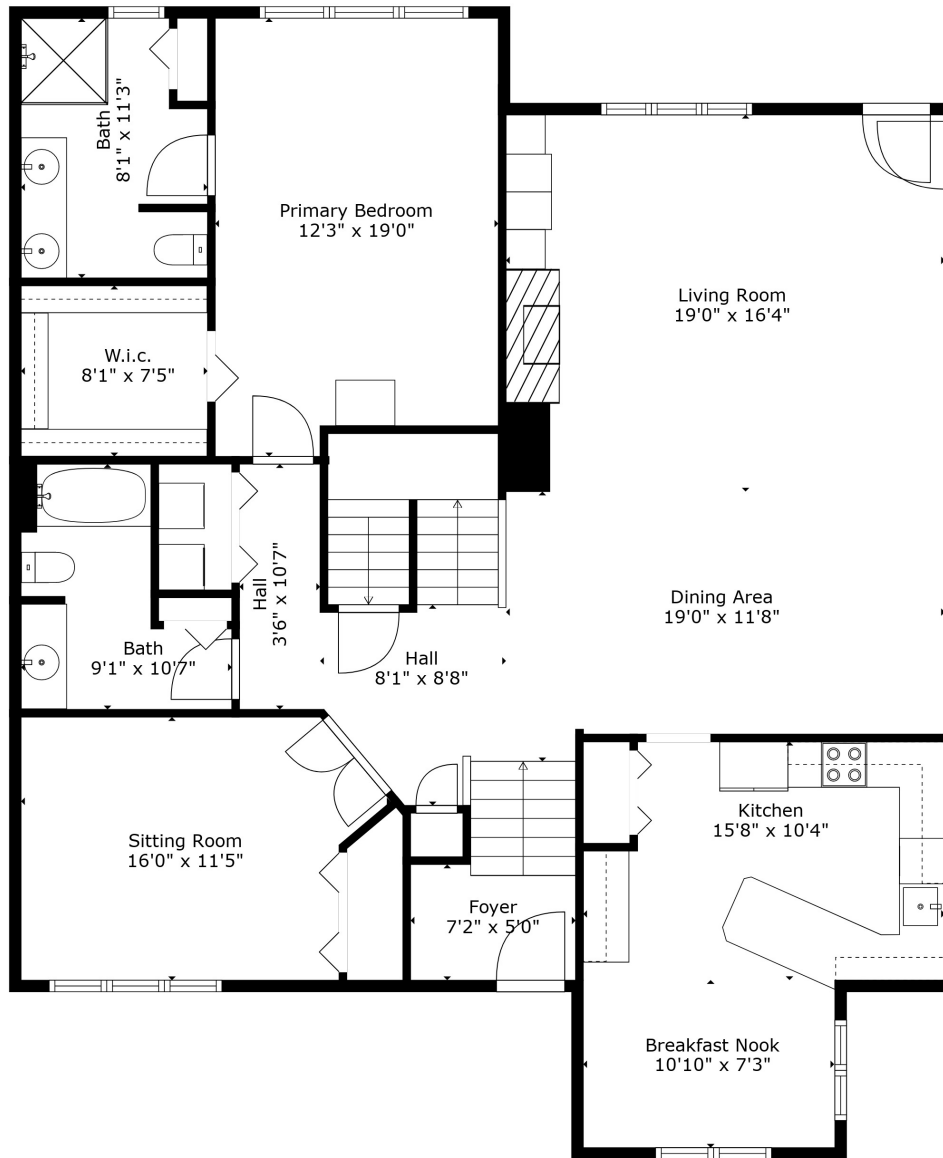 Bath
8'1" x 11'3"
Primary Bedroom
12'3" x 19'0"
Living Room
19'0" x 16'4"
W.i.c.
8'1" x 7'5"
Hall
3'6" x 10'7"
Dining Area
19'0" x 11'8"
Bath
9'1" x 10'7"
Hall
8'1" x 8'8"
Sitting Room
16'0" x 11'5"
Kitchen
15'8" x 10'4"
Foyer
7'2" x 5'0"
Breakfast Nook
10'10" x 7'3"